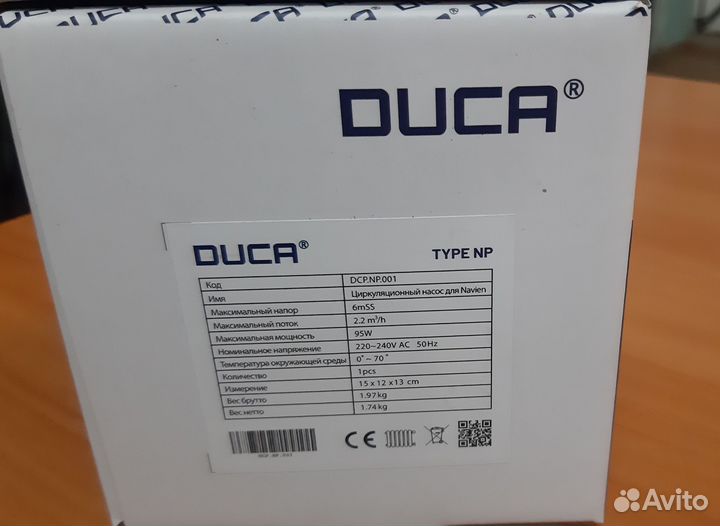 DUCA®
DUCA®
TYPE NP
Код DCP.NP.001
Имя Циркуляционный насос для Navien
Максимальный напор 6mSS
Максимальный поток 2.2 m³/h
Максимальная мощность 95W
Номинальное напряжение 220~240V AC 50Hz
Температура окружающей среды 0˚ ~ 70˚
Количество 1pcs
Измерение 15 x 12 x 13 cm
Вес брутто 1.97kg
Вес нетто 1.74kg
CE
Avito